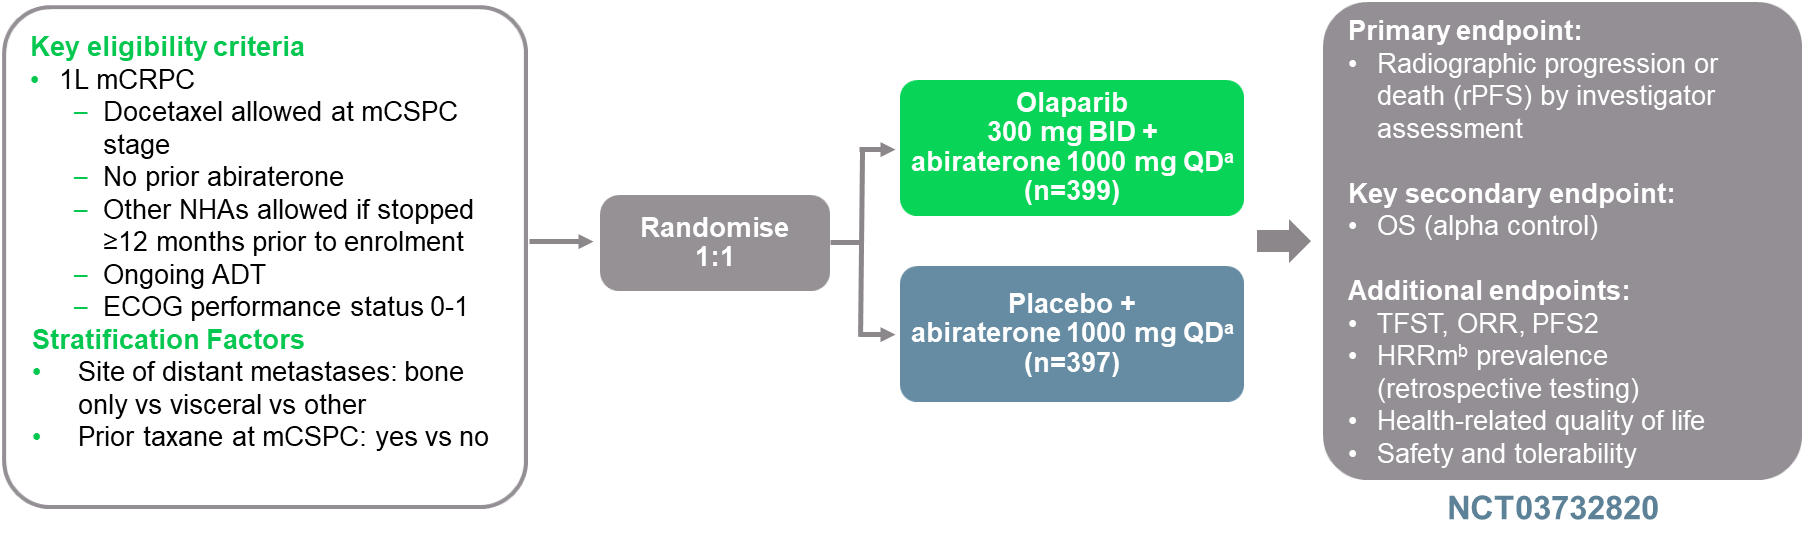 Key eligibility criteria
• 1L mCRPC
– Docetaxel allowed at mCSPC
stage
– No prior abiraterone
– Other NHAs allowed if stopped
≥12 months prior to enrolment
– Ongoing ADT
– ECOG performance status 0-1
Stratification Factors
• Site of distant metastases: bone
only vs visceral vs other
• Prior taxane at mCSPC: yes vs no
Randomise
1:1
Olaparib
300 mg BID +
abiraterone 1000 mg QDᵃ
(n=399)
Placebo +
abiraterone 1000 mg QDᵃ
(n=397)
Primary endpoint:
• Radiographic progression or
death (rPFS) by investigator
assessment
Key secondary endpoint:
• OS (alpha control)
Additional endpoints:
• TFST, ORR, PFS2
• HRRmᵇ prevalence
(retrospective testing)
• Health-related quality of life
• Safety and tolerability
NCT03732820